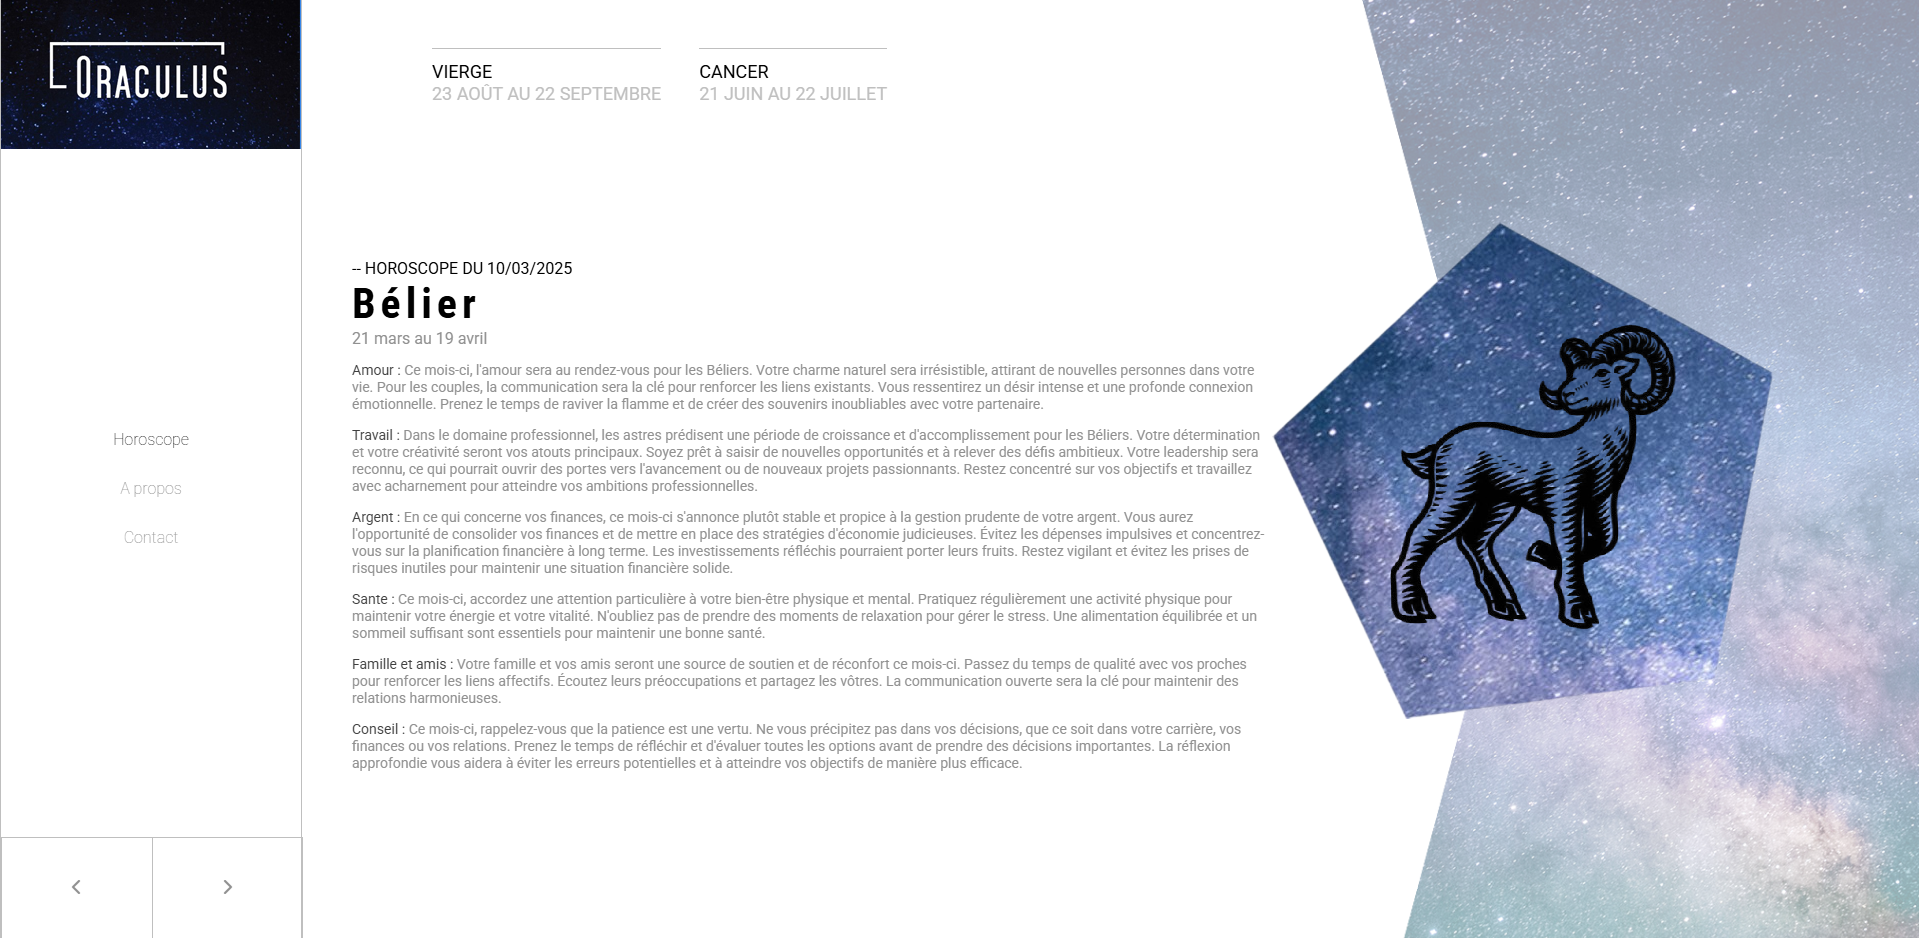 ORACULUS
VIERGE
23 AOÛT AU 22 SEPTEMBRE
CANCER
21 JUIN AU 22 JUILLET
Horoscope
A propos
Contact
-- HOROSCOPE DU 10/03/2025
Bélier
21 mars au 19 avril
Amour : Ce mois-ci, l'amour sera au rendez-vous pour les Béliers. Votre charme naturel sera irrésistible, attirant de nouvelles personnes dans votre
vie. Pour les couples, la communication sera la clé pour renforcer les liens existants. Vous ressentirez un désir intense et une profonde connexion
émotionnelle. Prenez le temps de raviver la flamme et de créer des souvenirs inoubliables avec votre partenaire.
Travail : Dans le domaine professionnel, les astres prédisent une période de croissance et d'accomplissement pour les Béliers. Votre détermination
et votre créativité seront vos atouts principaux. Soyez prêt à saisir de nouvelles opportunités et à relever des défis ambitieux. Votre leadership sera
reconnu, ce qui pourrait ouvrir des portes vers l'avancement ou de nouveaux projets passionnants. Restez concentré sur vos objectifs et travaillez
avec acharnement pour atteindre vos ambitions professionnelles.
Argent : En ce qui concerne vos finances, ce mois-ci s'annonce plutôt stable et propice à la gestion prudente de votre argent. Vous aurez
l'opportunité de consolider vos finances et de mettre en place des stratégies d'économie judicieuses. Évitez les dépenses impulsives et concentrez-
vous sur la planification financière à long terme. Les investissements réfléchis pourraient porter leurs fruits. Restez vigilant et évitez les prises de
risques inutiles pour maintenir une situation financière solide.
Sante : Ce mois-ci, accordez une attention particulière à votre bien-être physique et mental. Pratiquez régulièrement une activité physique pour
maintenir votre énergie et votre vitalité. N'oubliez pas de prendre des moments de relaxation pour gérer le stress. Une alimentation équilibrée et un
sommeil suffisant sont essentiels pour maintenir une bonne santé.
Famille et amis : Votre famille et vos amis seront une source de soutien et de réconfort ce mois-ci. Passez du temps de qualité avec vos proches
pour renforcer les liens affectifs. Écoutez leurs préoccupations et partagez les vôtres. La communication ouverte sera la clé pour maintenir des
relations harmonieuses.
Conseil : Ce mois-ci, rappelez-vous que la patience est une vertu. Ne vous précipitez pas dans vos décisions, que ce soit dans votre carrière, vos
finances ou vos relations. Prenez le temps de réfléchir et d'évaluer toutes les options avant de prendre des décisions importantes. La réflexion
approfondie vous aidera à éviter les erreurs potentielles et à atteindre vos objectifs de manière plus efficace.